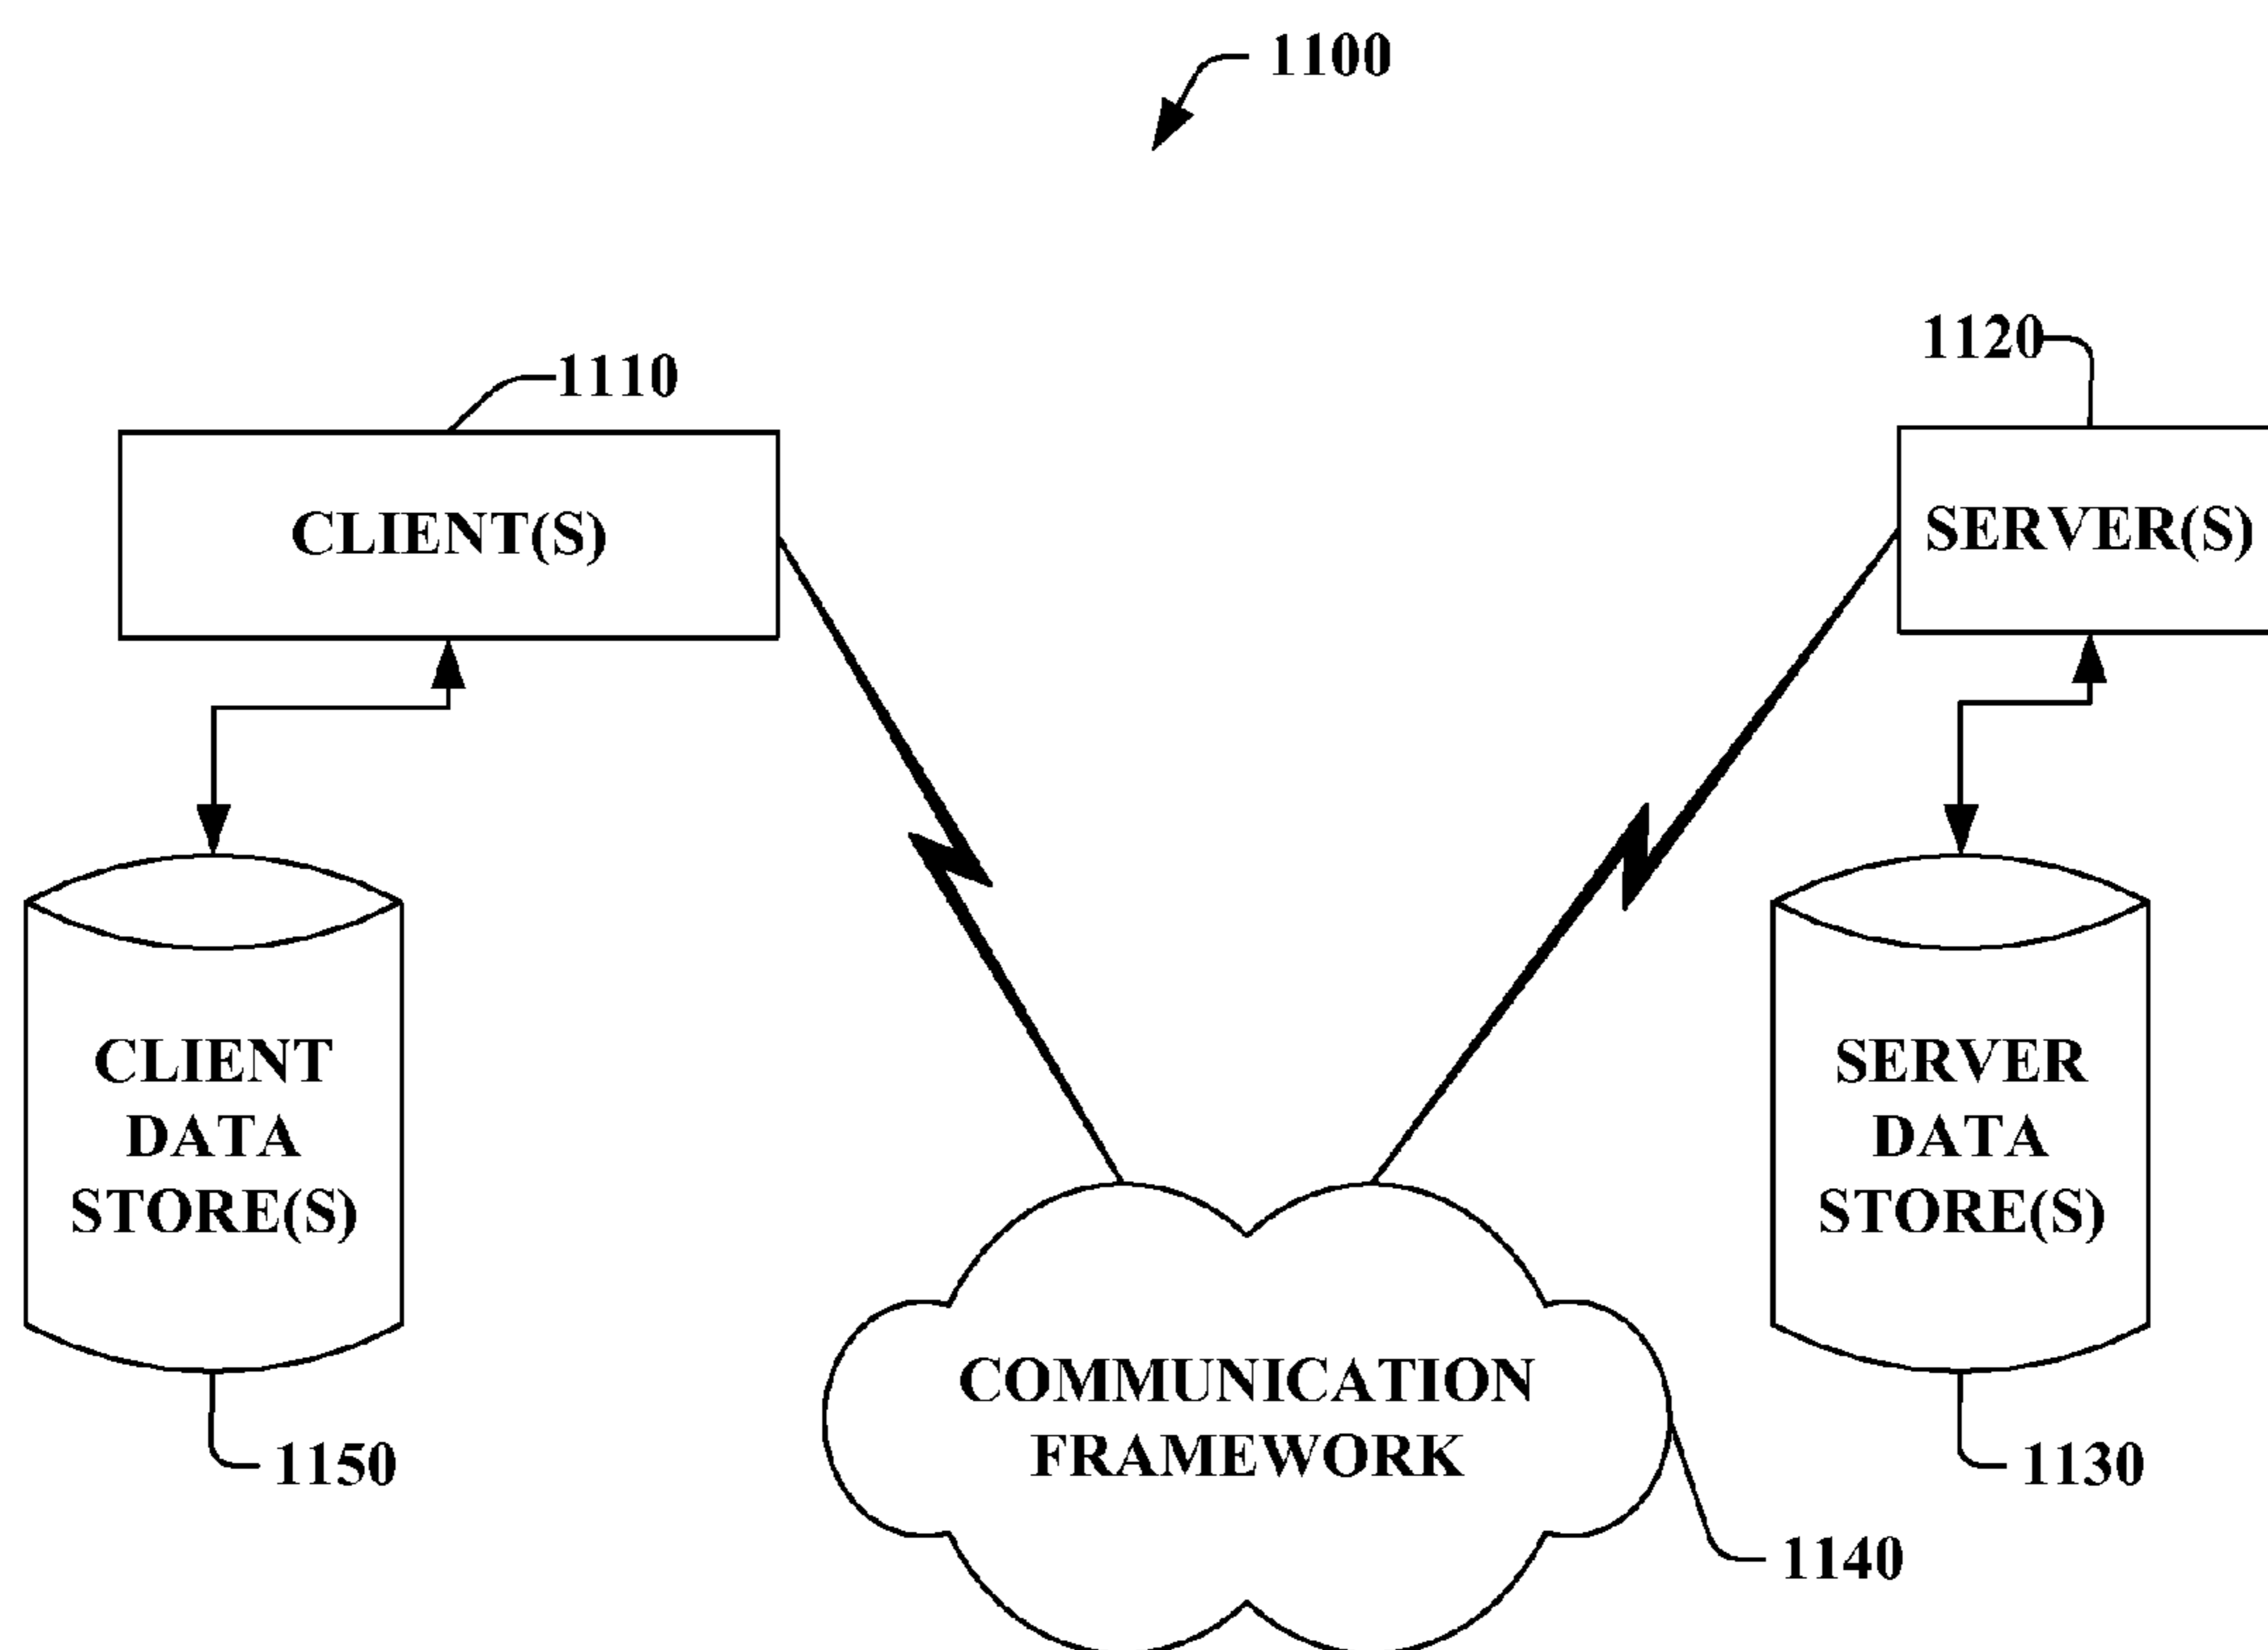 1100
1110
1120
CLIENT(S)
SERVER(S)
CLIENT
DATA
STORE(S)
SERVER
DATA
STORE(S)
COMMUNICATION
FRAMEWORK
1150
1130
1140